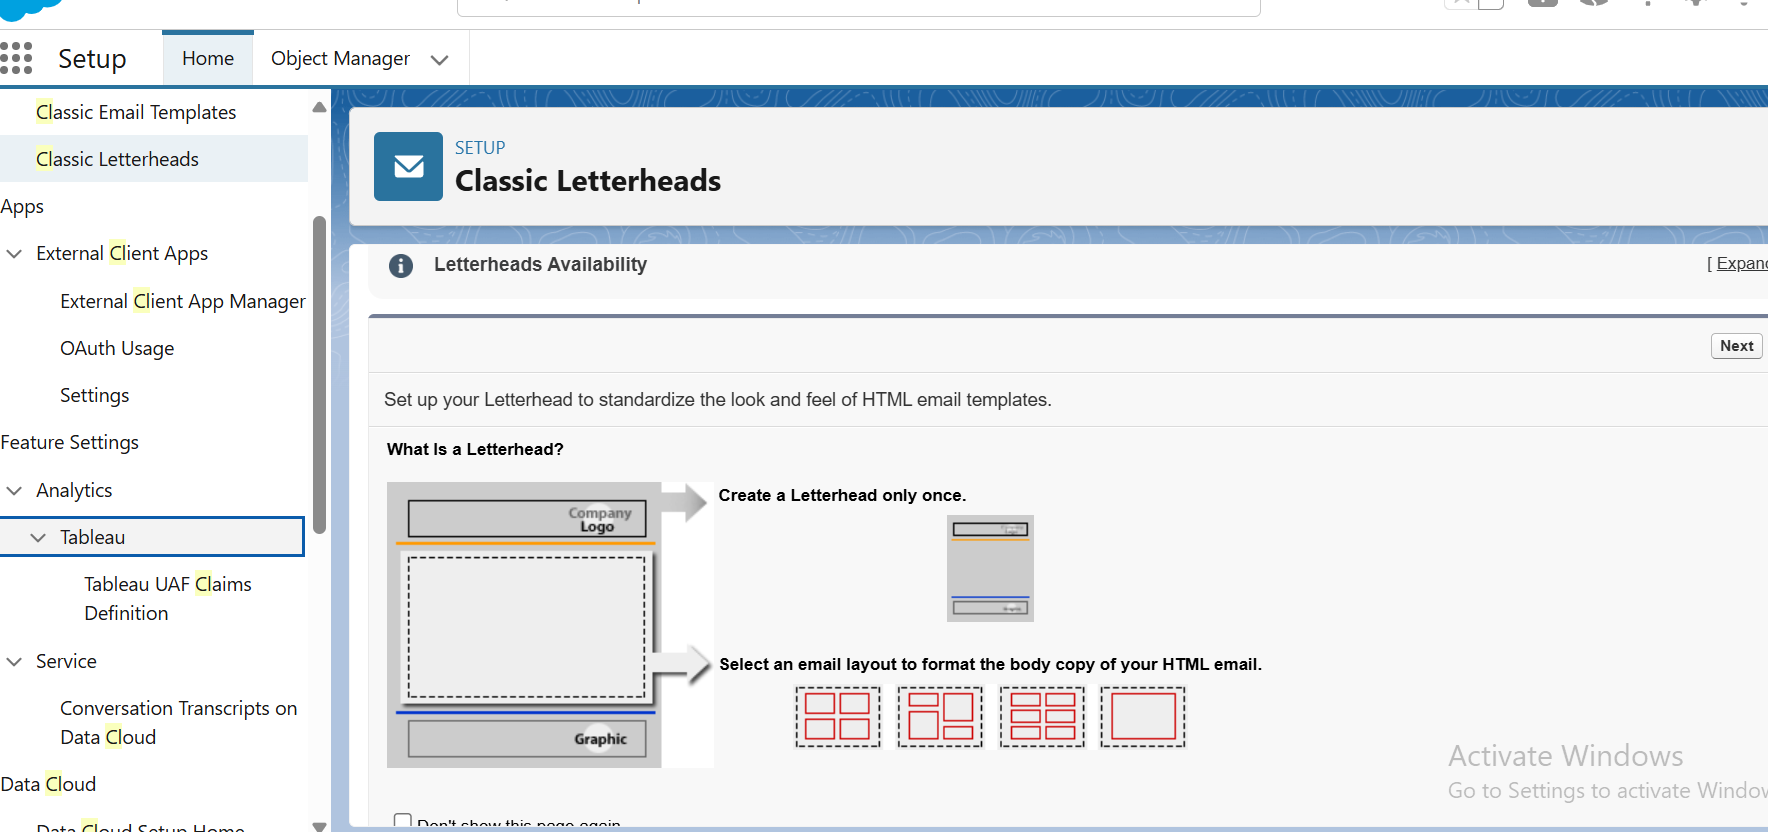 Setup
Home
Object Manager
Classic Email Templates
Classic Letterheads
Apps
External Client Apps
External Client App Manager
OAuth Usage
Settings
Feature Settings
Analytics
Tableau
Tableau UAF Claims
Definition
Service
Conversation Transcripts on
Data Cloud
Data Cloud
Data Cloud Setup Home
SETUP
Classic Letterheads
Letterheads Availability
[ Expand
Next
Set up your Letterhead to standardize the look and feel of HTML email templates.
What Is a Letterhead?
Company
Logo
Graphic
Create a Letterhead only once.
Select an email layout to format the body copy of your HTML email.
Don't show this page again
Activate Windows
Go to Settings to activate Window